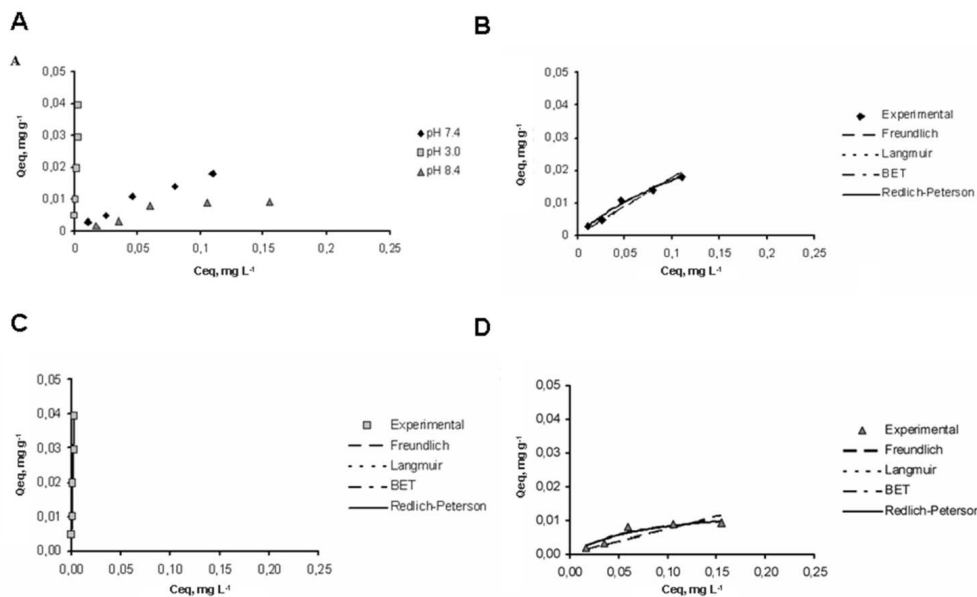 A
A
Qeq, mg g-1
0,05
0,04
0,03
0,02
0,01
0
0
0,05
0,1
0,15
0,2
0,25
Ceq, mg L-1
pH 7.4
pH 3.0
pH 8.4
B
Qeq, mg g-1
0,05
0,04
0,03
0,02
0,01
0
0
0,05
0,1
0,15
0,2
0,25
Ceq, mg L-1
Experimental
Freundlich
Langmuir
BET
Redlich-Peterson
C
Qeq, mg g-1
0,05
0,04
0,03
0,02
0,01
0,00
0,00
0,05
0,10
0,15
0,20
0,25
Ceq, mg L-1
Experimental
Freundlich
Langmuir
BET
Redlich-Peterson
D
Qeq, mg g-1
0,05
0,04
0,03
0,02
0,01
0,00
0,00
0,05
0,10
0,15
0,20
0,25
Ceq, mg L-1
Experimental
Freundlich
Langmuir
BET
Redlich-Peterson